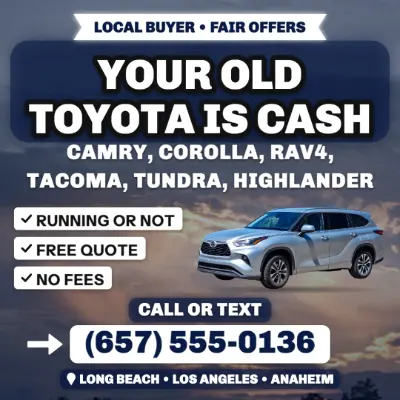 LOCAL BUYER • FAIR OFFERS
YOUR OLD
TOYOTA IS CASH
CAMRY, COROLLA, RAV4,
TACOMA, TUNDRA, HIGHLANDER
RUNNING OR NOT
FREE QUOTE
NO FEES
CALL OR TEXT
(657) 555-0136
LONG BEACH • LOS ANGELES • ANAHEIM